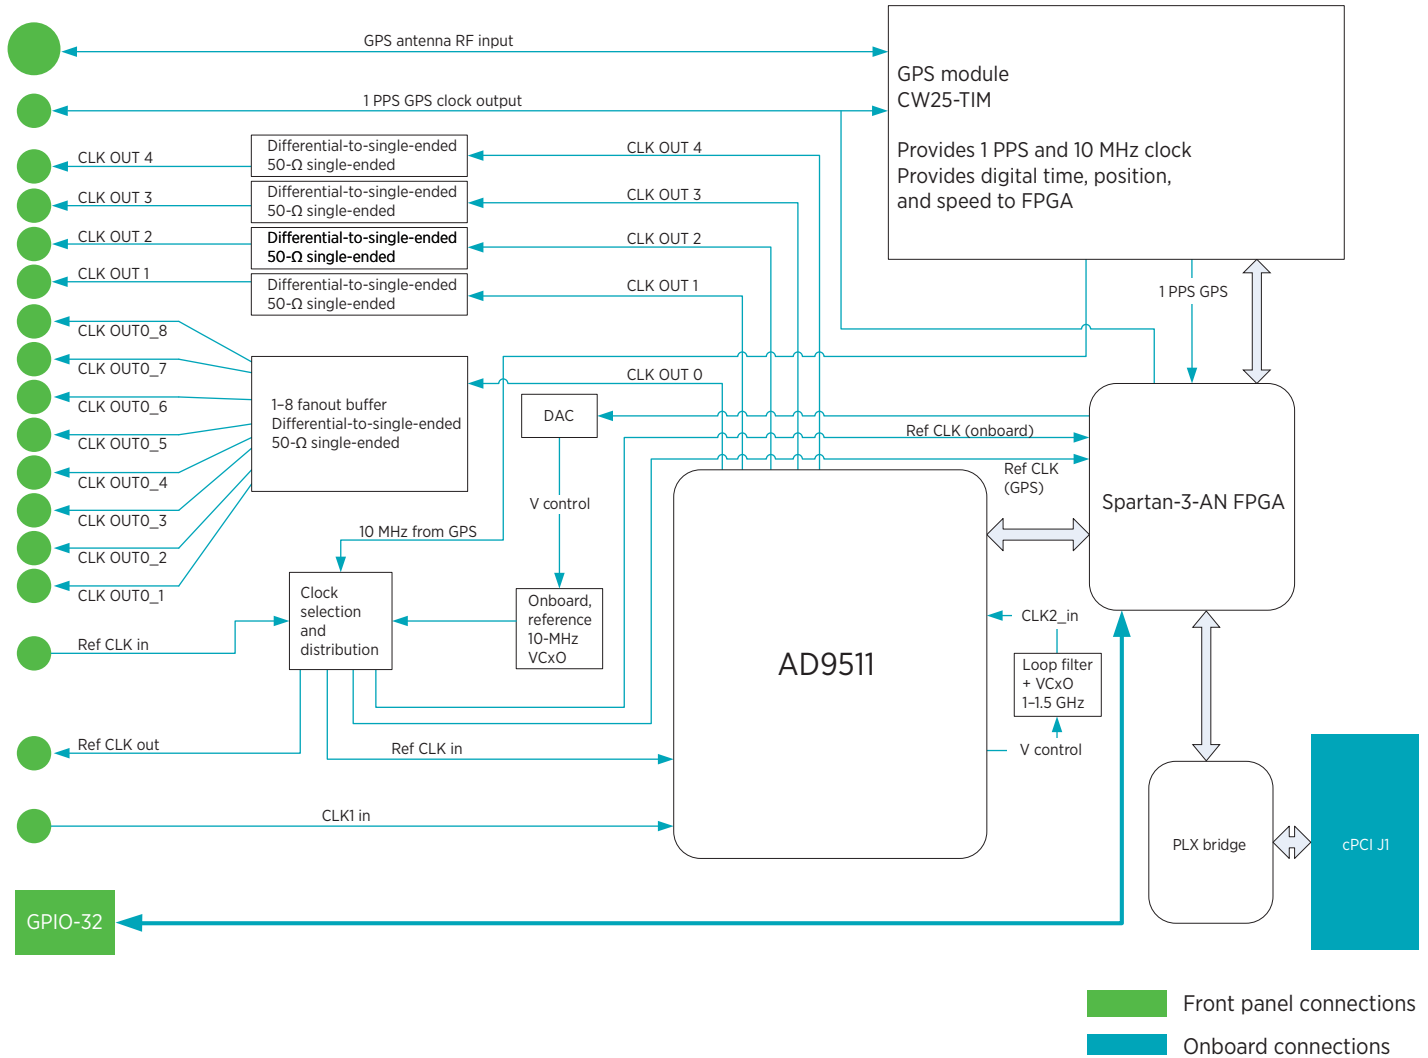 GPS antenna RF input
1 PPS GPS clock output
GPS module
CW25-TIM
Provides 1 PPS and 10 MHz clock
Provides digital time, position,
and speed to FPGA
CLK OUT 4
Differential-to-single-ended
50-Ω single-ended
CLK OUT 4
CLK OUT 3
Differential-to-single-ended
50-Ω single-ended
CLK OUT 3
CLK OUT 2
Differential-to-single-ended
50-Ω single-ended
CLK OUT 2
CLK OUT 1
Differential-to-single-ended
50-Ω single-ended
CLK OUT 1
1 PPS GPS
CLK OUT0_8
CLK OUT0_7
CLK OUT0_6
CLK OUT0_5
CLK OUT0_4
CLK OUT0_3
CLK OUT0_2
CLK OUT0_1
1–8 fanout buffer
Differential-to-single-ended
50-Ω single-ended
CLK OUT 0
DAC
Ref CLK (onboard)
Ref CLK
(GPS)
Spartan-3-AN FPGA
V control
10 MHz from GPS
Clock
selection
and
distribution
Onboard,
reference
10-MHz
VCxO
Ref CLK in
AD9511
CLK2_in
Loop filter
+ VCxO
1–1.5 GHz
V control
Ref CLK out
Ref CLK in
CLK1 in
PLX bridge
cPCI J1
GPIO-32
Front panel connections
Onboard connections